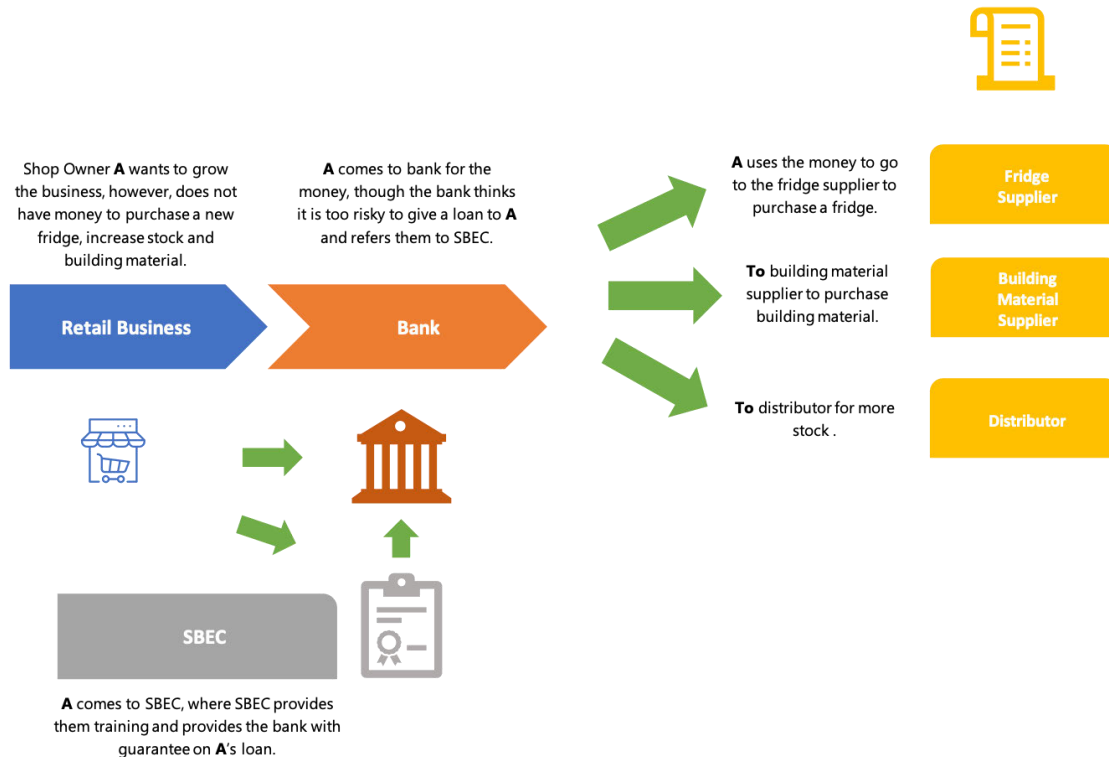 Shop Owner A wants to grow
the business, however, does not
have money to purchase a new
fridge, increase stock and
building material.
A comes to bank for the
money, though the bank thinks
it is too risky to give a loan to A
and refers them to SBEC.
A uses the money to go
to the fridge supplier to
purchase a fridge.
Fridge
Supplier
To building material
supplier to purchase
building material.
Building
Material
Supplier
Retail Business
Bank
To distributor for more
stock .
Distributor
SBEC
A comes to SBEC, where SBEC provides
them training and provides the bank with
guarantee on A's loan.